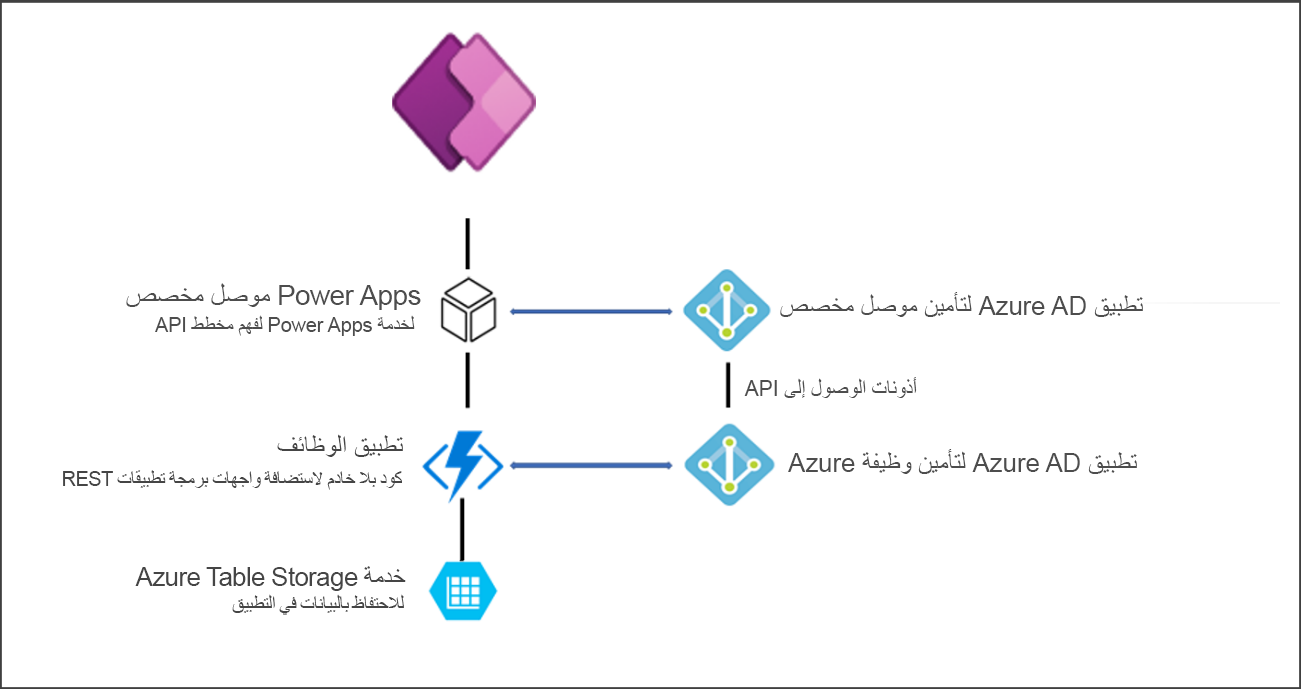 موصل مخصص Power Apps
لخدمة Power Apps لفهم مخطط API
تطبيق Azure AD لتأمين موصل مخصص
أذونات الوصول إلى API
تطبيق الوظائف
كود بلا خادم لاستضافة واجهات برمجة تطبيقات REST
تطبيق Azure AD لتأمين وظيفة Azure
خدمة Azure Table Storage
للاحتفاظ بالبيانات في التطبيق